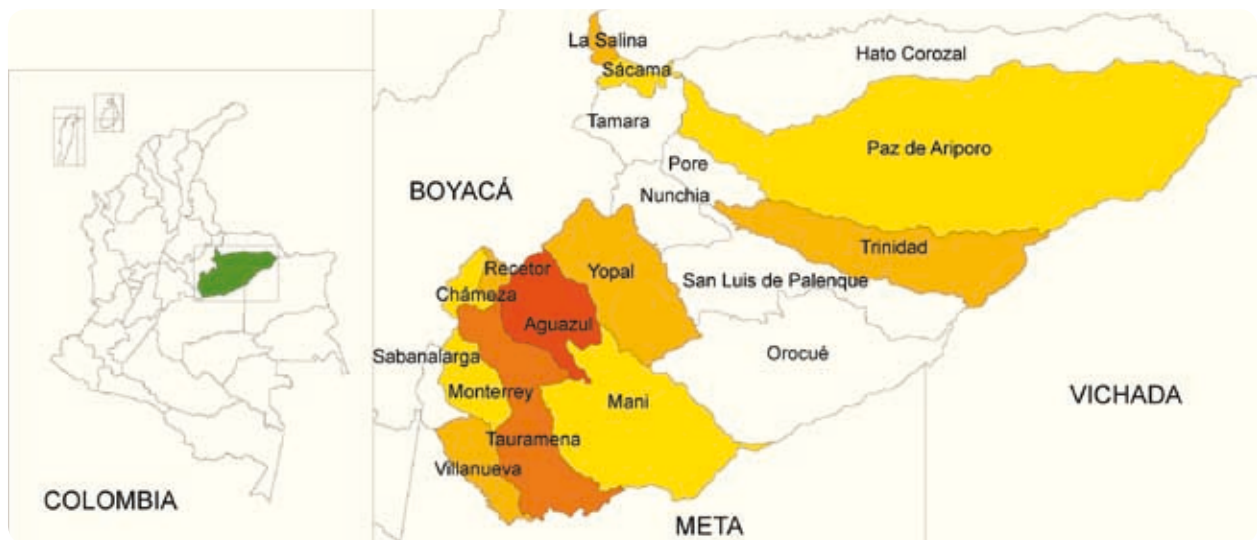 La Salina
Hato Corozal
Sácama
Tamara
Paz de Ariporo
Pore
BOYACÁ
Nunchia
Trinidad
Recetor
Yopal
San Luis de Palenque
Chámeza
Aguazul
Sabanalarga
Orocué
Monterrey
Mani
VICHADA
Tauramena
Villanueva
COLOMBIA
META